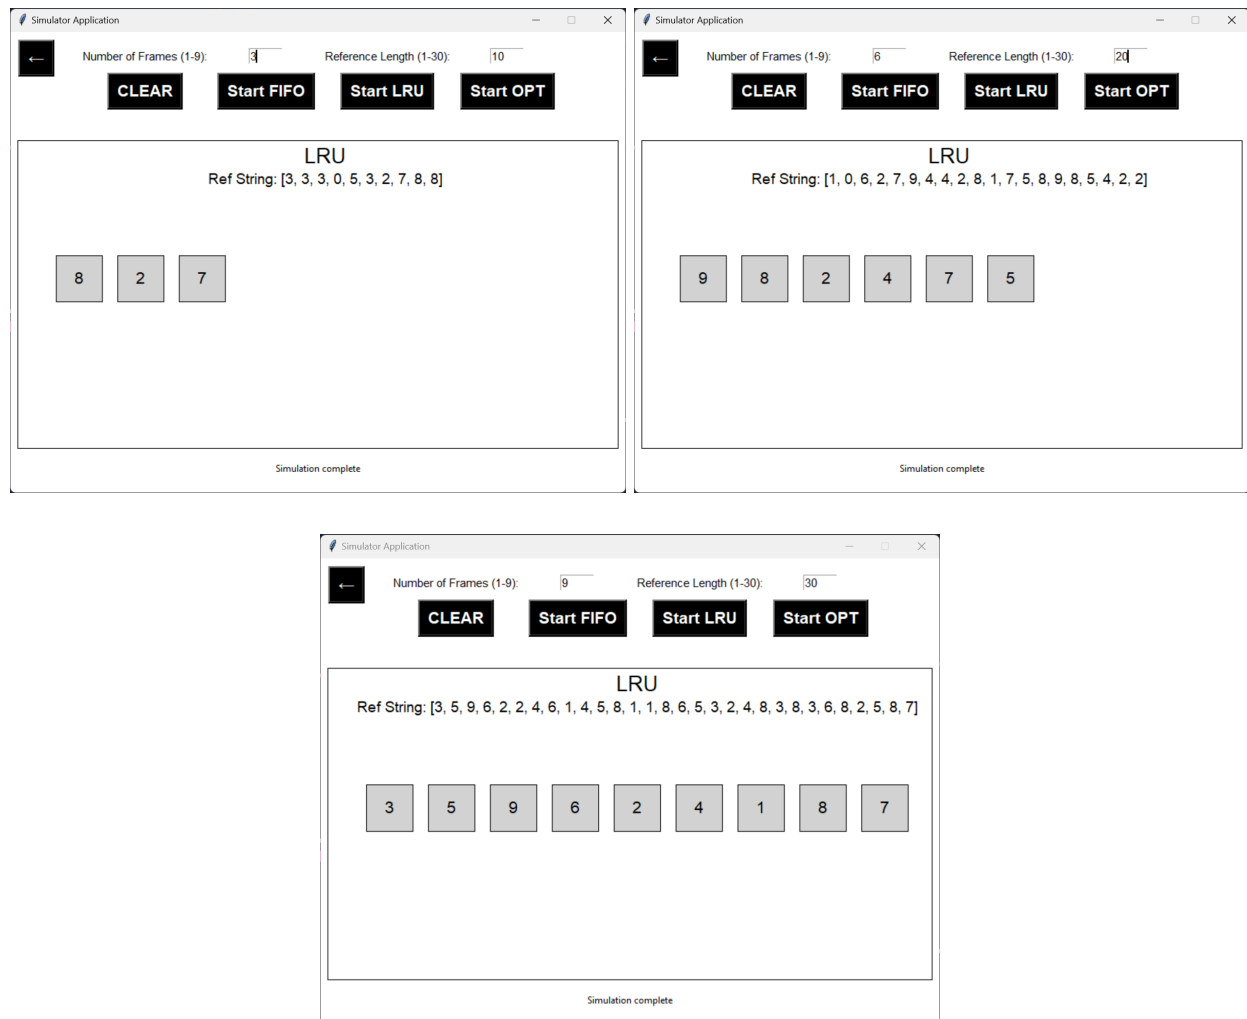 Simulator Application
←
Number of Frames (1-9): 3 Reference Length (1-30): 10
CLEAR Start FIFO Start LRU Start OPT
LRU
Ref String: [3, 3, 3, 0, 5, 3, 2, 7, 8, 8]
8 2 7
Simulation complete
Simulator Application
←
Number of Frames (1-9): 6 Reference Length (1-30): 20
CLEAR Start FIFO Start LRU Start OPT
LRU
Ref String: [1, 0, 6, 2, 7, 9, 4, 4, 2, 8, 1, 7, 5, 8, 9, 8, 5, 4, 2, 2]
9 8 2 4 7 5
Simulation complete
Simulator Application
←
Number of Frames (1-9): 9 Reference Length (1-30): 30
CLEAR Start FIFO Start LRU Start OPT
LRU
Ref String: [3, 5, 9, 6, 2, 2, 4, 6, 1, 4, 5, 8, 1, 1, 8, 6, 5, 3, 2, 4, 8, 3, 8, 3, 6, 8, 2, 5, 8, 7]
3 5 9 6 2 4 1 8 7
Simulation complete